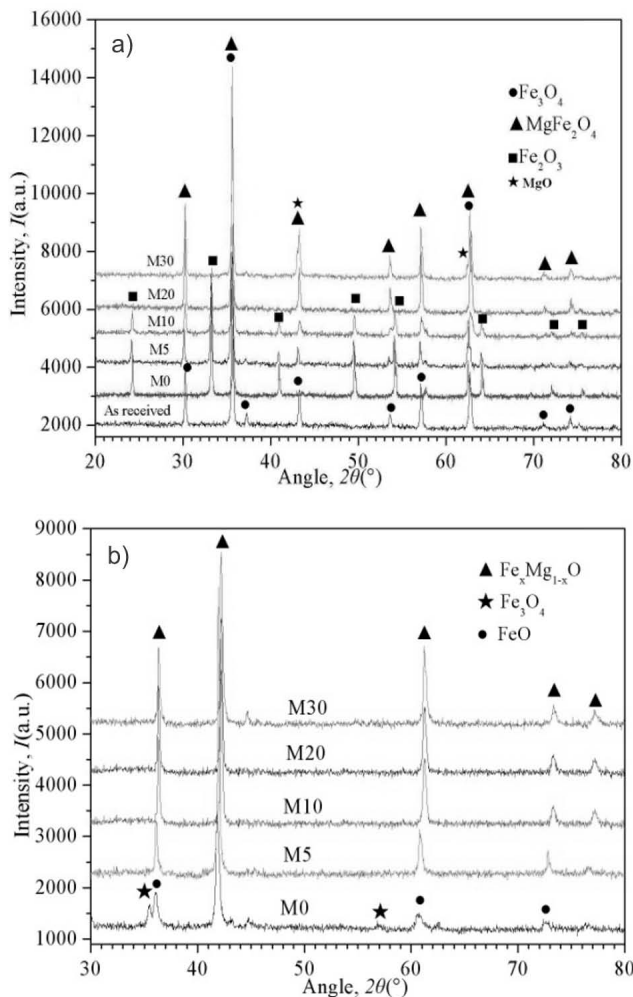 a)
16000
14000
12000
10000
8000
6000
4000
2000
Intensity, I(a.u.)
Fe3O4
MgFe2O4
Fe2O3
MgO
M30
M20
M10
M5
M0
As received
20 30 40 50 60 70 80
Angle, 2θ(°)
b)
9000
8000
7000
6000
5000
4000
3000
2000
1000
Intensity, I(a.u.)
FexMg1-xO
Fe3O4
FeO
M30
M20
M10
M5
M0
30 40 50 60 70 80
Angle, 2θ(°)